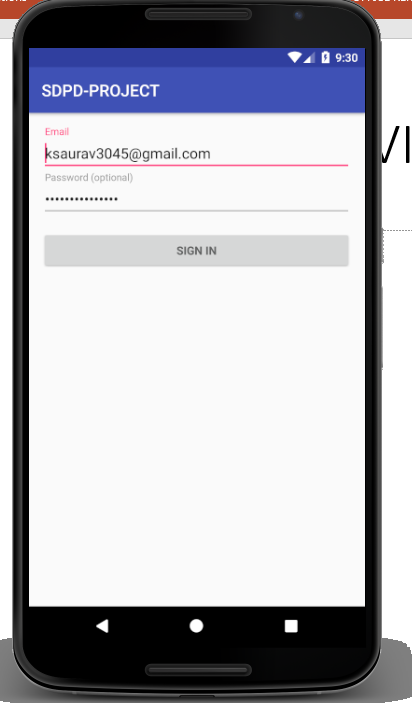 9:30
SDPD-PROJECT
Email
ksaurav3045@gmail.com
Password (optional)
•••••••••••••••
SIGN IN